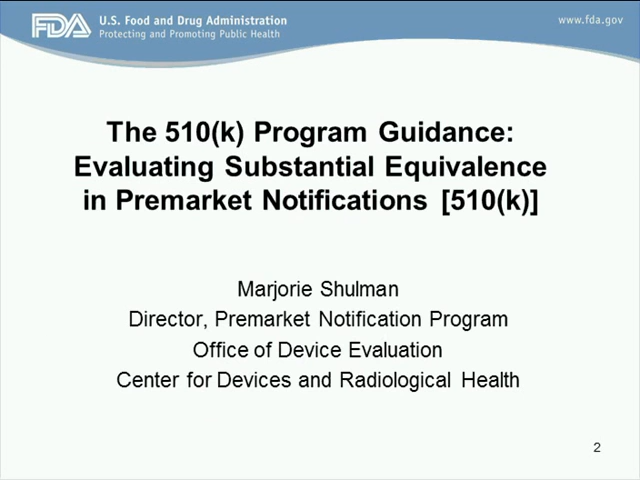 FDA U.S. Food and Drug Administration
Protecting and Promoting Public Health
www.fda.gov
The 510(k) Program Guidance:
Evaluating Substantial Equivalence
in Premarket Notifications [510(k)]
Marjorie Shulman
Director, Premarket Notification Program
Office of Device Evaluation
Center for Devices and Radiological Health
2